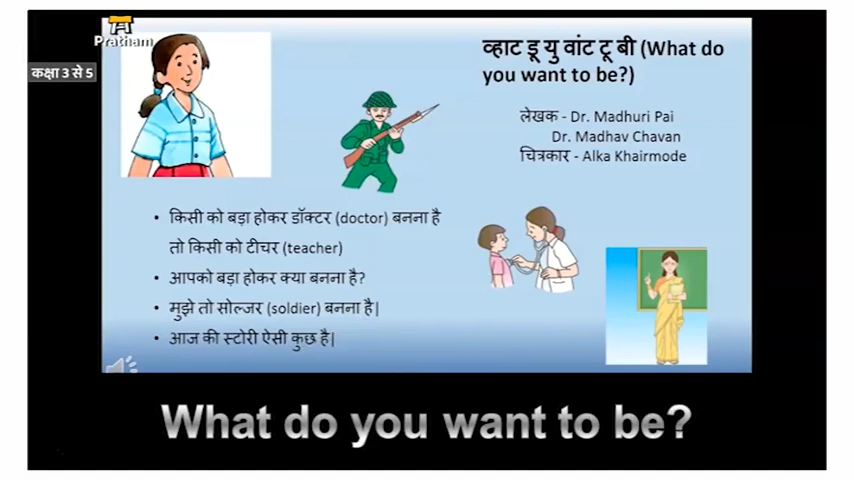 Pratham
कक्षा 3 से 5
व्हाट डू यु वांट टू बी (What do
you want to be?)
लेखक - Dr. Madhuri Pai
Dr. Madhav Chavan
चित्रकार - Alka Khairmode
• किसी को बड़ा होकर डॉक्टर (doctor) बनना है
तो किसी को टीचर (teacher)
• आपको बड़ा होकर क्या बनना है?
• मुझे तो सोल्जर (soldier) बनना है|
• आज की स्टोरी ऐसी कुछ है|
What do you want to be?